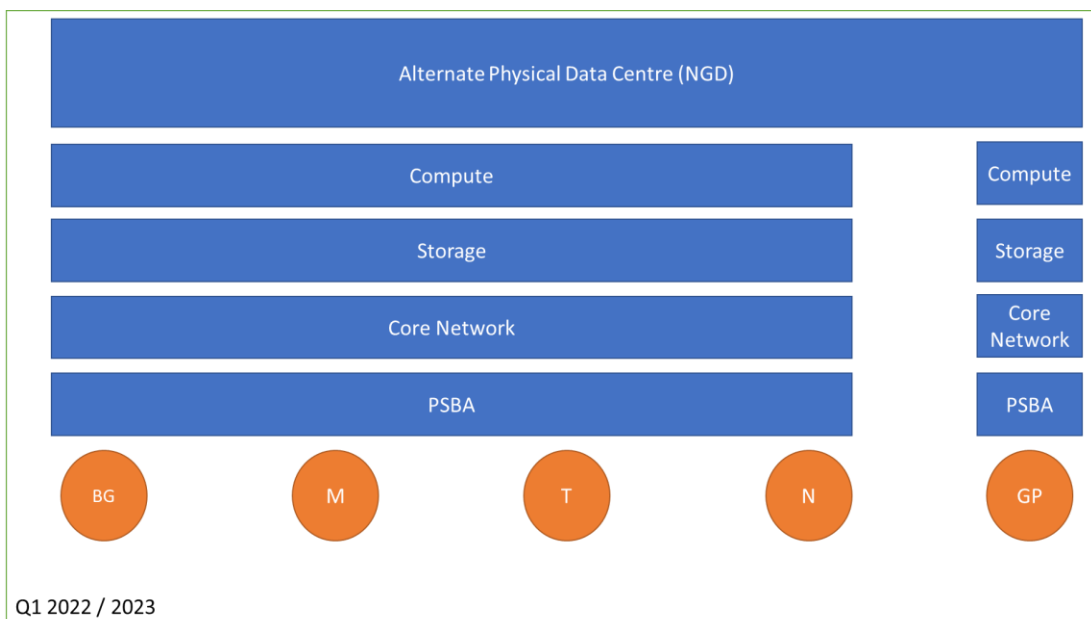 Alternate Physical Data Centre (NGD)
Compute
Compute
Storage
Storage
Core Network
Core
Network
PSBA
PSBA
BG
M
T
N
GP
Q1 2022 / 2023